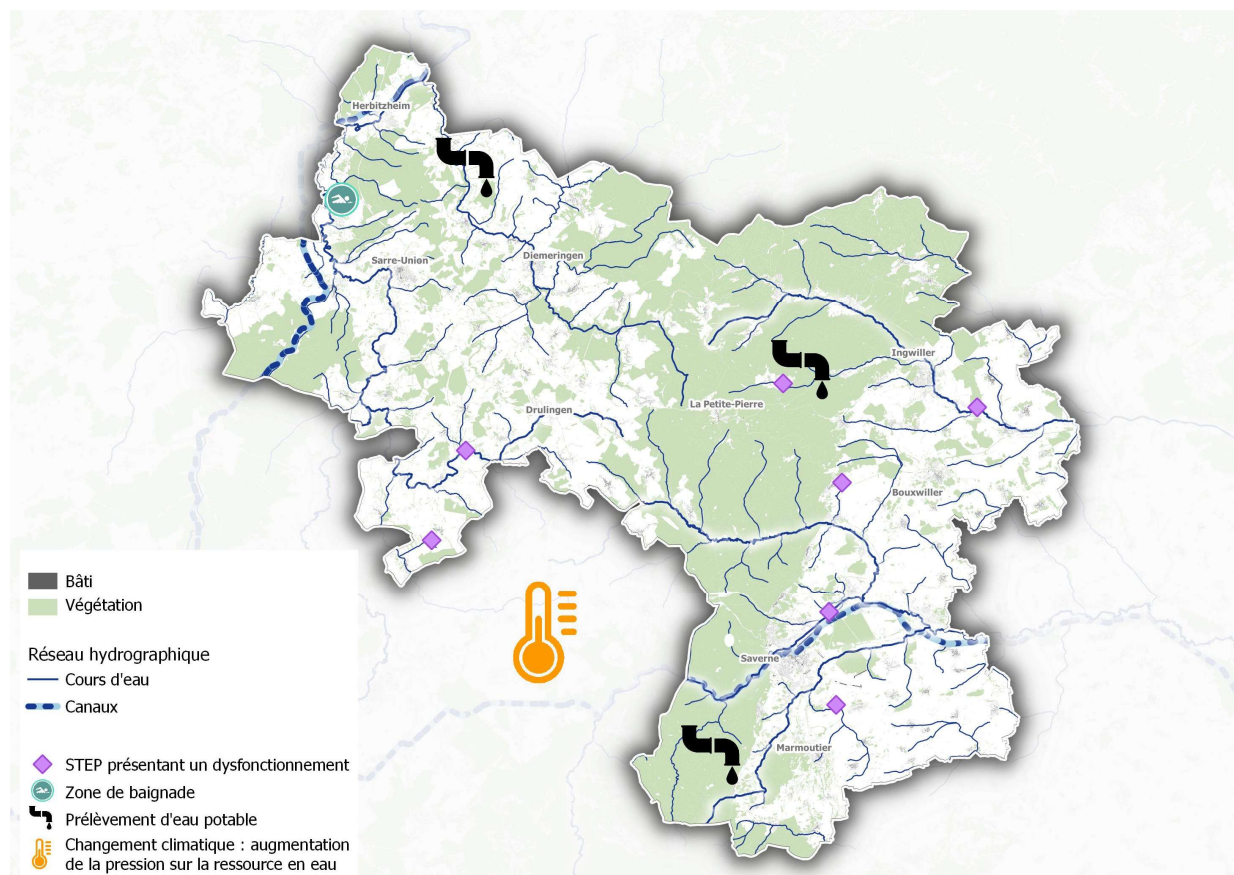 Herbitzheim
Sarre-Union
Diemeringen
Ingwiller
La Petite-Pierre
Drulingen
Bouxwiller
Saverne
Marmoutier
Bâti
Végétation
Réseau hydrographique
Cours d'eau
Canaux
STEP présentant un dysfonctionnement
Zone de baignade
Prélèvement d'eau potable
Changement climatique : augmentation
de la pression sur la ressource en eau